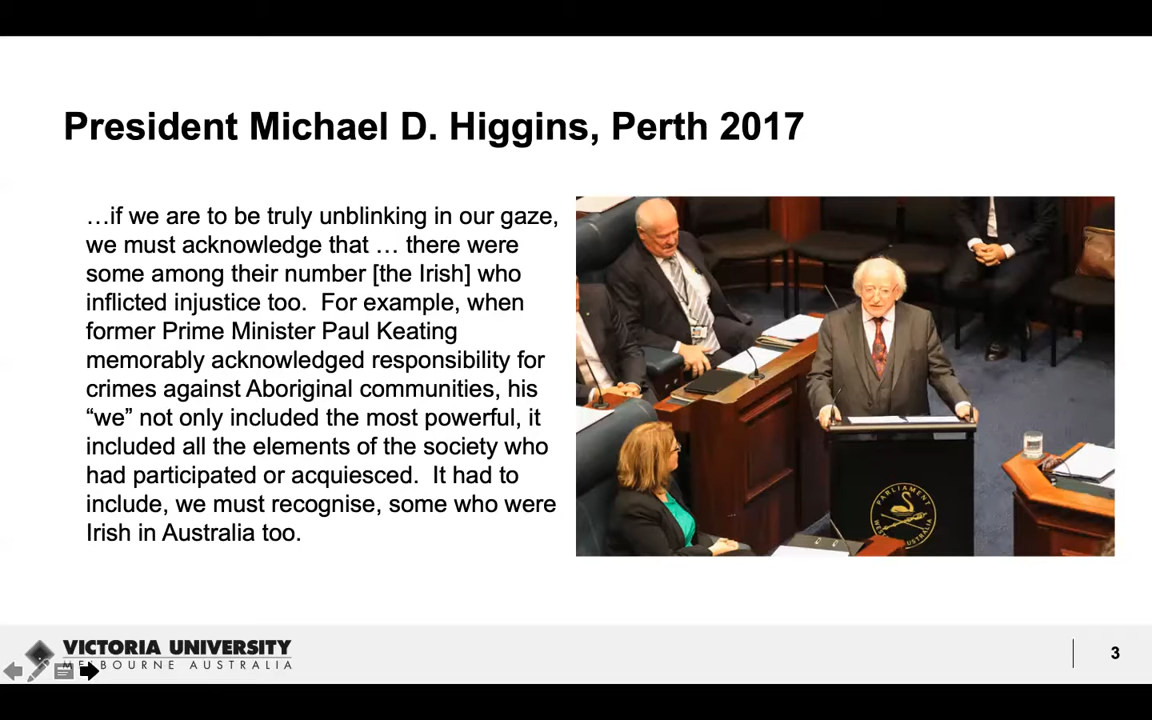 President Michael D. Higgins, Perth 2017
…if we are to be truly unblinking in our gaze,
we must acknowledge that … there were
some among their number [the Irish] who
inflicted injustice too.  For example, when
former Prime Minister Paul Keating
memorably acknowledged responsibility for
crimes against Aboriginal communities, his
“we” not only included the most powerful, it
included all the elements of the society who
had participated or acquiesced.  It had to
include, we must recognise, some who were
Irish in Australia too.
PARLIAMENT
WESTERN AUSTRALIA
VICTORIA UNIVERSITY
MELBOURNE AUSTRALIA
3